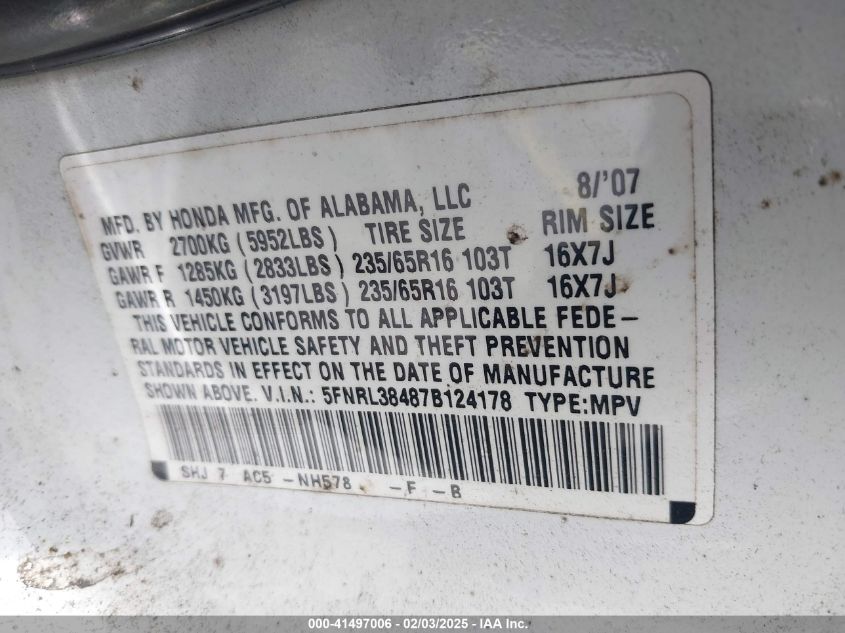 8/'07
MFD. BY HONDA MFG. OF ALABAMA, LLC
GVWR 2700KG (5952LBS) TIRE SIZE RIM SIZE
GAWR F 1285KG (2833LBS) 235/65R16 103T 16X7J
GAWR R 1450KG (3197LBS) 235/65R16 103T 16X7J
THIS VEHICLE CONFORMS TO ALL APPLICABLE FEDE-
RAL MOTOR VEHICLE SAFETY AND THEFT PREVENTION
STANDARDS IN EFFECT ON THE DATE OF MANUFACTURE
SHOWN ABOVE. V.I.N.: 5FNRL38487B124178 TYPE:MPV
SHJ 7 AC5 -NH578 -F -B
000-41497006 - 02/03/2025 - IAA Inc.